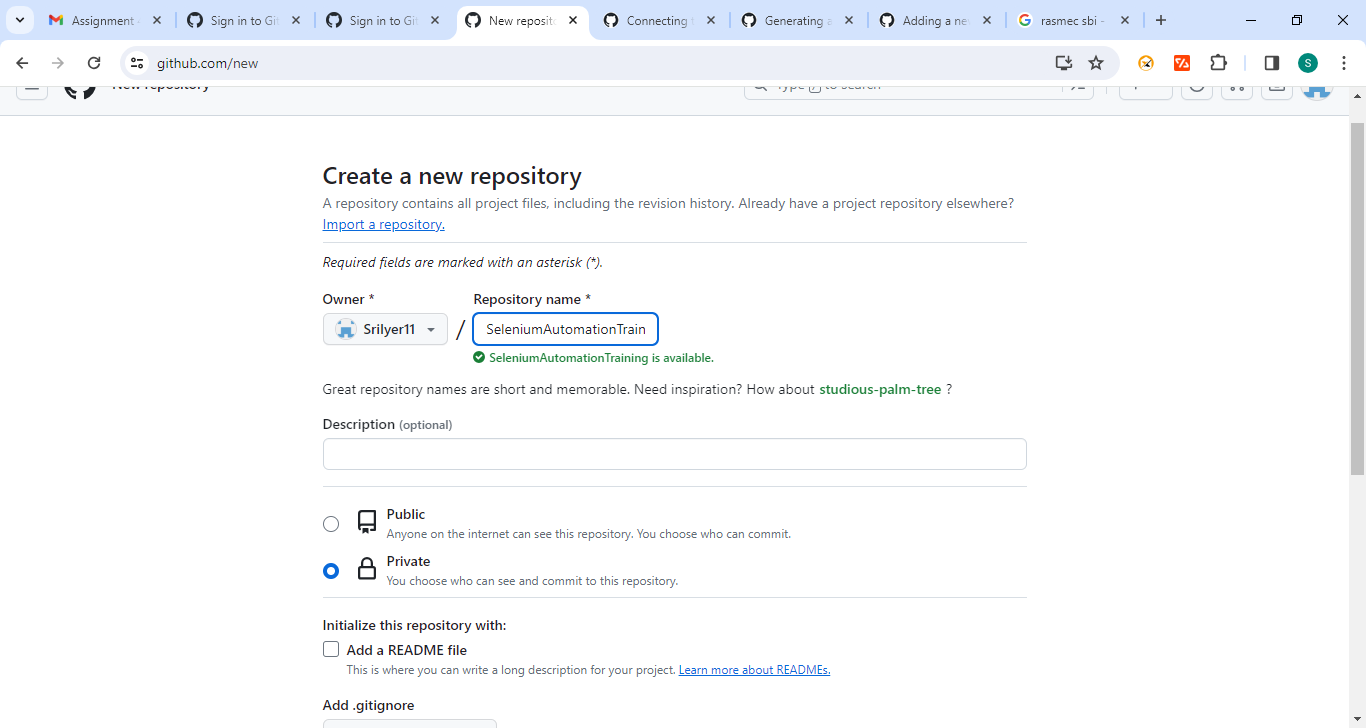 Assignment
Sign in to Git
Sign in to Git
New reposit
Connecting
Generating a
Adding a ne
rasmec sbi -
github.com/new
S
New repository
Type / to search
Create a new repository
A repository contains all project files, including the revision history. Already have a project repository elsewhere?
Import a repository.
Required fields are marked with an asterisk (*).
Owner *
Repository name *
Srilyer11
/
SeleniumAutomationTrain
SeleniumAutomationTraining is available.
Great repository names are short and memorable. Need inspiration? How about studious-palm-tree ?
Description (optional)
Public
Anyone on the internet can see this repository. You choose who can commit.
Private
You choose who can see and commit to this repository.
Initialize this repository with:
Add a README file
This is where you can write a long description for your project. Learn more about READMEs.
Add .gitignore